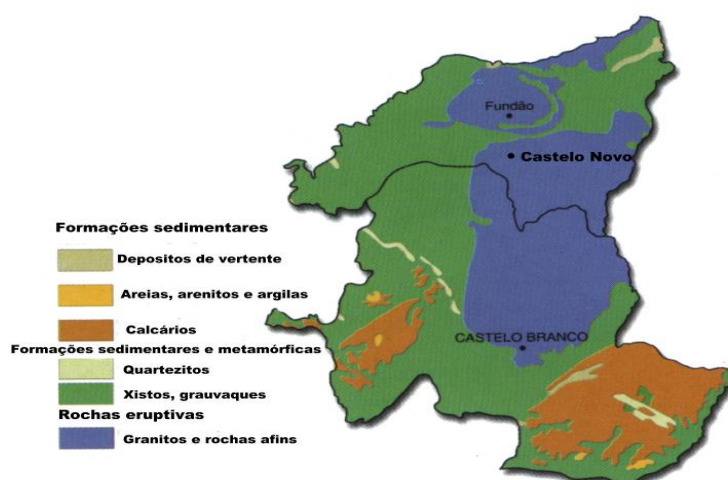 Fundão
Castelo Novo
Formações sedimentares
Depositos de vertente
Areias, arenitos e argilas
Calcários
Formações sedimentares e metamórficas
CASTELO BRANCO
Quartezitos
Xistos, grauvaques
Rochas eruptivas
Granitos e rochas afins